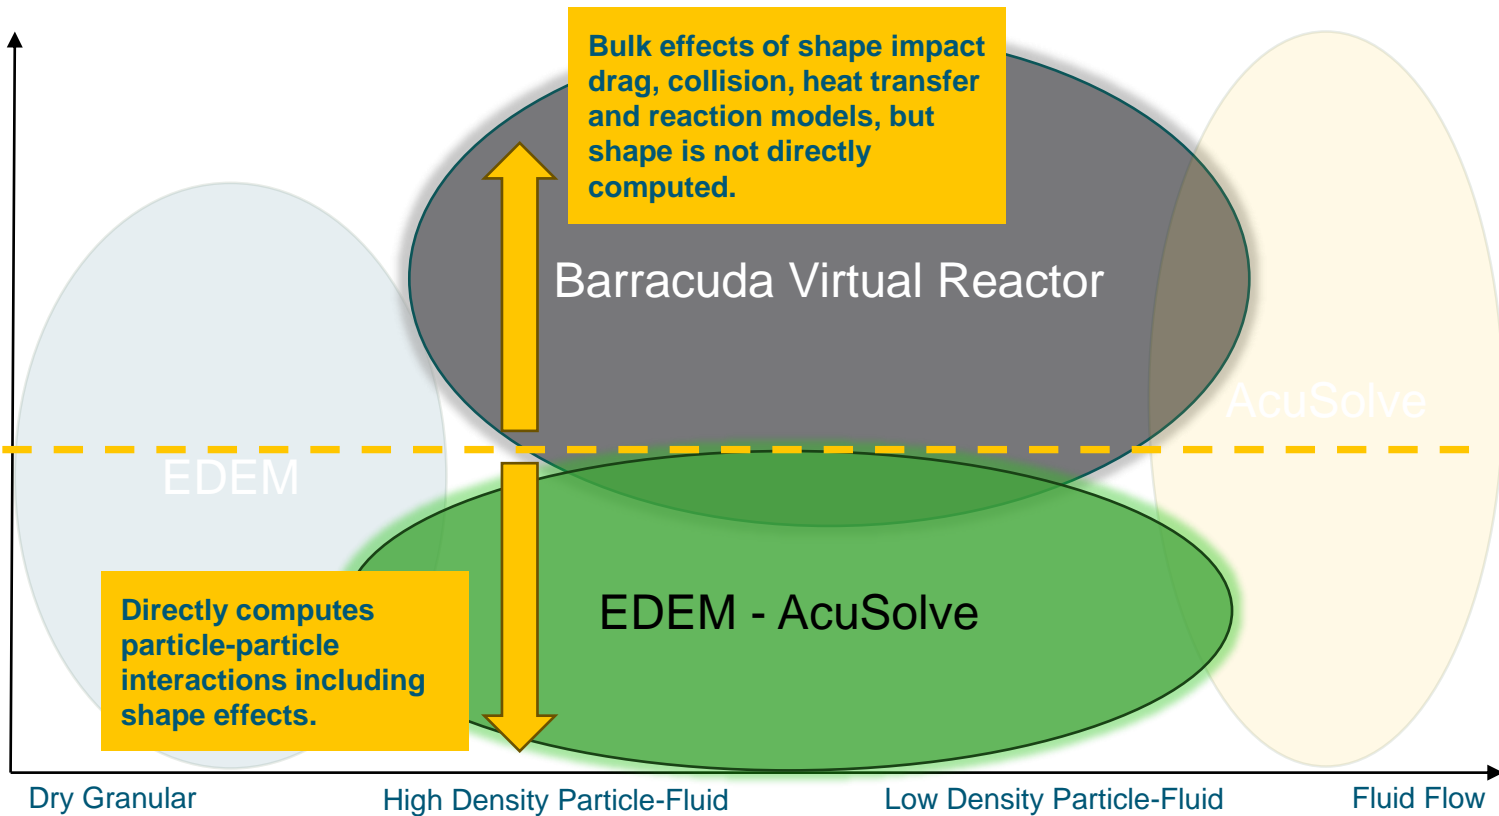 Bulk effects of shape impact
drag, collision, heat transfer
and reaction models, but
shape is not directly
computed.
Barracuda Virtual Reactor
AcuSolve
EDEM
Directly computes
particle-particle
interactions including
shape effects.
EDEM - AcuSolve
Dry Granular
High Density Particle-Fluid
Low Density Particle-Fluid
Fluid Flow